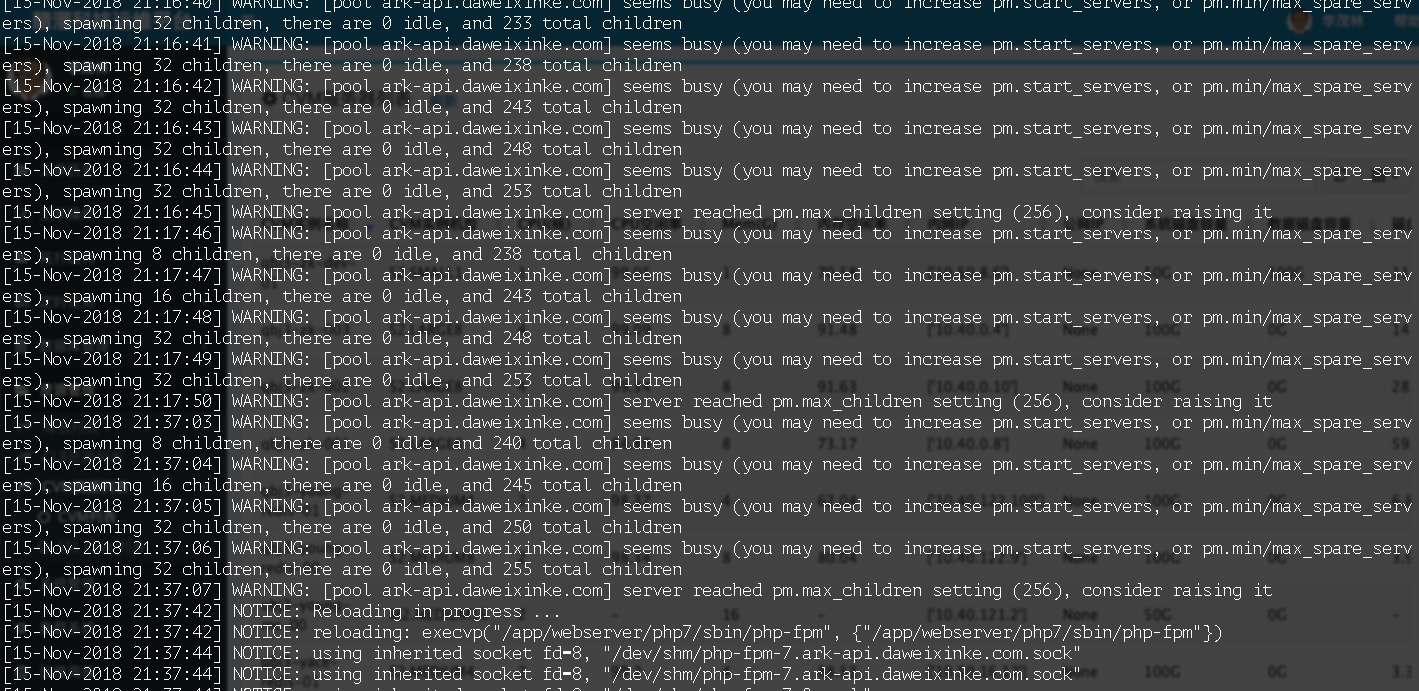 [15-Nov-2018 21:16:40] WARNING: [pool ark-api.daweixinke.com] seems busy (you may need to increase pm.start_servers, or pm.min/max_spare_serv
ers), spawning 32 children, there are 0 idle, and 233 total children
[15-Nov-2018 21:16:41] WARNING: [pool ark-api.daweixinke.com] seems busy (you may need to increase pm.start_servers, or pm.min/max_spare_serv
ers), spawning 32 children, there are 0 idle, and 238 total children
[15-Nov-2018 21:16:42] WARNING: [pool ark-api.daweixinke.com] seems busy (you may need to increase pm.start_servers, or pm.min/max_spare_serv
ers), spawning 32 children, there are 0 idle, and 243 total children
[15-Nov-2018 21:16:43] WARNING: [pool ark-api.daweixinke.com] seems busy (you may need to increase pm.start_servers, or pm.min/max_spare_serv
ers), spawning 32 children, there are 0 idle, and 248 total children
[15-Nov-2018 21:16:44] WARNING: [pool ark-api.daweixinke.com] seems busy (you may need to increase pm.start_servers, or pm.min/max_spare_serv
ers), spawning 32 children, there are 0 idle, and 253 total children
[15-Nov-2018 21:16:45] WARNING: [pool ark-api.daweixinke.com] server reached pm.max_children setting (256), consider raising it
[15-Nov-2018 21:17:46] WARNING: [pool ark-api.daweixinke.com] seems busy (you may need to increase pm.start_servers, or pm.min/max_spare_serv
ers), spawning 8 children, there are 0 idle, and 238 total children
[15-Nov-2018 21:17:47] WARNING: [pool ark-api.daweixinke.com] seems busy (you may need to increase pm.start_servers, or pm.min/max_spare_serv
ers), spawning 16 children, there are 0 idle, and 243 total children
[15-Nov-2018 21:17:48] WARNING: [pool ark-api.daweixinke.com] seems busy (you may need to increase pm.start_servers, or pm.min/max_spare_serv
ers), spawning 32 children, there are 0 idle, and 248 total children
[15-Nov-2018 21:17:49] WARNING: [pool ark-api.daweixinke.com] seems busy (you may need to increase pm.start_servers, or pm.min/max_spare_serv
ers), spawning 32 children, there are 0 idle, and 253 total children
[15-Nov-2018 21:17:50] WARNING: [pool ark-api.daweixinke.com] server reached pm.max_children setting (256), consider raising it
[15-Nov-2018 21:37:03] WARNING: [pool ark-api.daweixinke.com] seems busy (you may need to increase pm.start_servers, or pm.min/max_spare_serv
ers), spawning 8 children, there are 0 idle, and 240 total children
[15-Nov-2018 21:37:04] WARNING: [pool ark-api.daweixinke.com] seems busy (you may need to increase pm.start_servers, or pm.min/max_spare_serv
ers), spawning 16 children, there are 0 idle, and 245 total children
[15-Nov-2018 21:37:05] WARNING: [pool ark-api.daweixinke.com] seems busy (you may need to increase pm.start_servers, or pm.min/max_spare_serv
ers), spawning 32 children, there are 0 idle, and 250 total children
[15-Nov-2018 21:37:06] WARNING: [pool ark-api.daweixinke.com] seems busy (you may need to increase pm.start_servers, or pm.min/max_spare_serv
ers), spawning 32 children, there are 0 idle, and 255 total children
[15-Nov-2018 21:37:07] WARNING: [pool ark-api.daweixinke.com] server reached pm.max_children setting (256), consider raising it
[15-Nov-2018 21:37:42] NOTICE: Reloading in progress ...
[15-Nov-2018 21:37:42] NOTICE: reloading: execvp("/app/webserver/php7/sbin/php-fpm", {"/app/webserver/php7/sbin/php-fpm"})
[15-Nov-2018 21:37:44] NOTICE: using inherited socket fd=8, "/dev/shm/php-fpm-7.ark-api.daweixinke.com.sock"
[15-Nov-2018 21:37:44] NOTICE: using inherited socket fd=8, "/dev/shm/php-fpm-7.ark-api.daweixinke.com.sock"